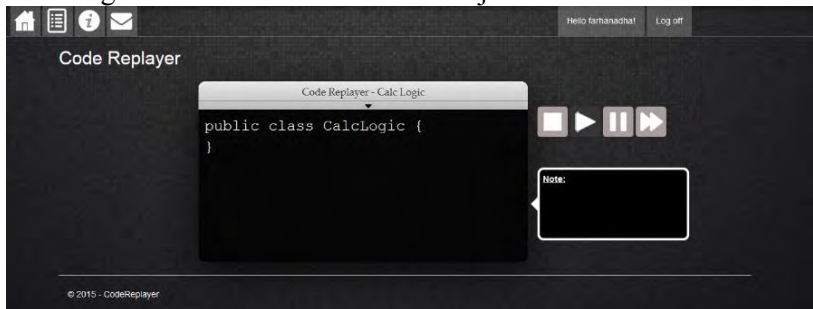 Hello farhanadha! Log off
Code Replayer
Code Replayer - Calc Logic
public class CalcLogic {
}
Note:
© 2015 - CodeReplayer